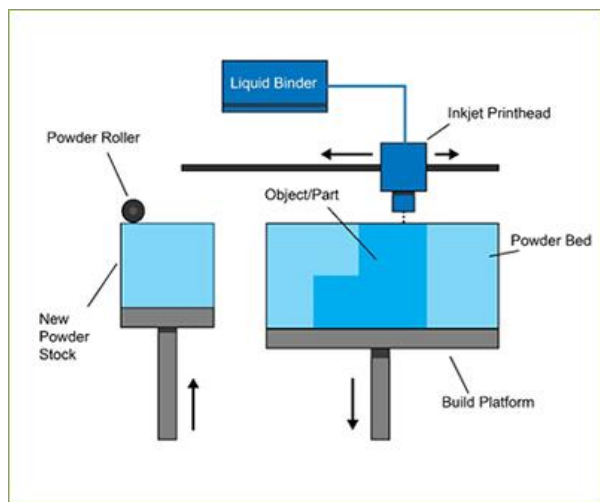 Liquid Binder
Inkjet Printhead
Powder Roller
Object/Part
Powder Bed
New
Powder
Stock
Build Platform